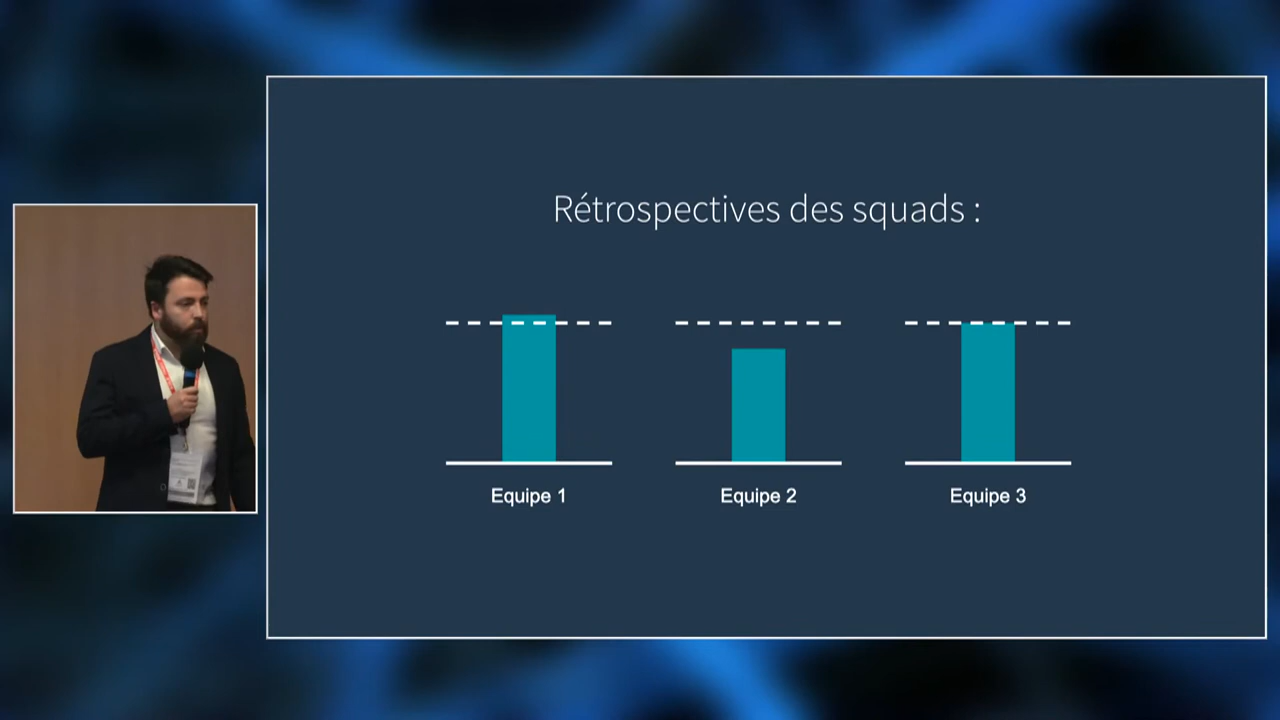 Rétrospectives des squads :
Equipe 1
Equipe 2
Equipe 3